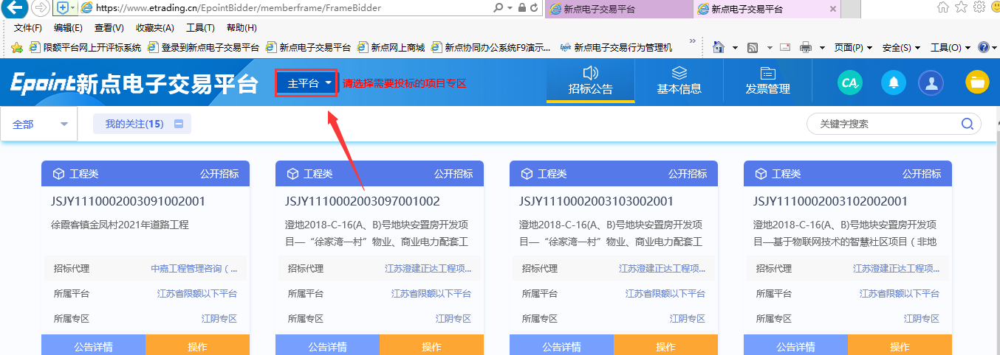 https://www.etrading.cn/EpointBidder/memberframe/FrameBidder
新点电子交易平台
新点电子交易平台
文件(F) 编辑(E) 查看(V) 收藏夹(A) 工具(T) 帮助(H)
限额平台网上开评标系统 登录到新点电子交易平台 新点电子交易平台 新点网上商城 新点协同办公系统F9演示... 新点电子交易行为管理机 » 页面(P) 安全(S) 工具(O)
Epoint新点电子交易平台
主平台
请选择需要投标的项目专区
招标公告
基本信息
发票管理
CA
全部
我的关注(15)
关键字搜索
工程类 公开招标
JSJY1110002003091002001
徐霞客镇金凤村2021年道路工程
招标代理 中嘉工程管理咨询（...
所属平台 江苏省限额以下平台
所属专区 江阴专区
公告详情 操作
工程类 公开招标
JSJY1110002003097001002
澄地2018-C-16(A、B)号地块安置房开发项
目—“徐家湾一村”物业、商业电力配套工
招标代理 江苏澄建正达工程项...
所属平台 江苏省限额以下平台
所属专区 江阴专区
公告详情 操作
工程类 公开招标
JSJY1110002003103002001
澄地2018-C-16(A、B)号地块安置房开发项
目—“徐家湾一村”物业、商业电力配套工
招标代理 江苏澄建正达工程项...
所属平台 江苏省限额以下平台
所属专区 江阴专区
公告详情 操作
工程类 公开招标
JSJY1110002003102002001
澄地2018-C-16(A、B)号地块安置房开发项
目—基于物联网技术的智慧社区项目（非地
招标代理 江苏澄建正达工程项...
所属平台 江苏省限额以下平台
所属专区 江阴专区
公告详情 操作